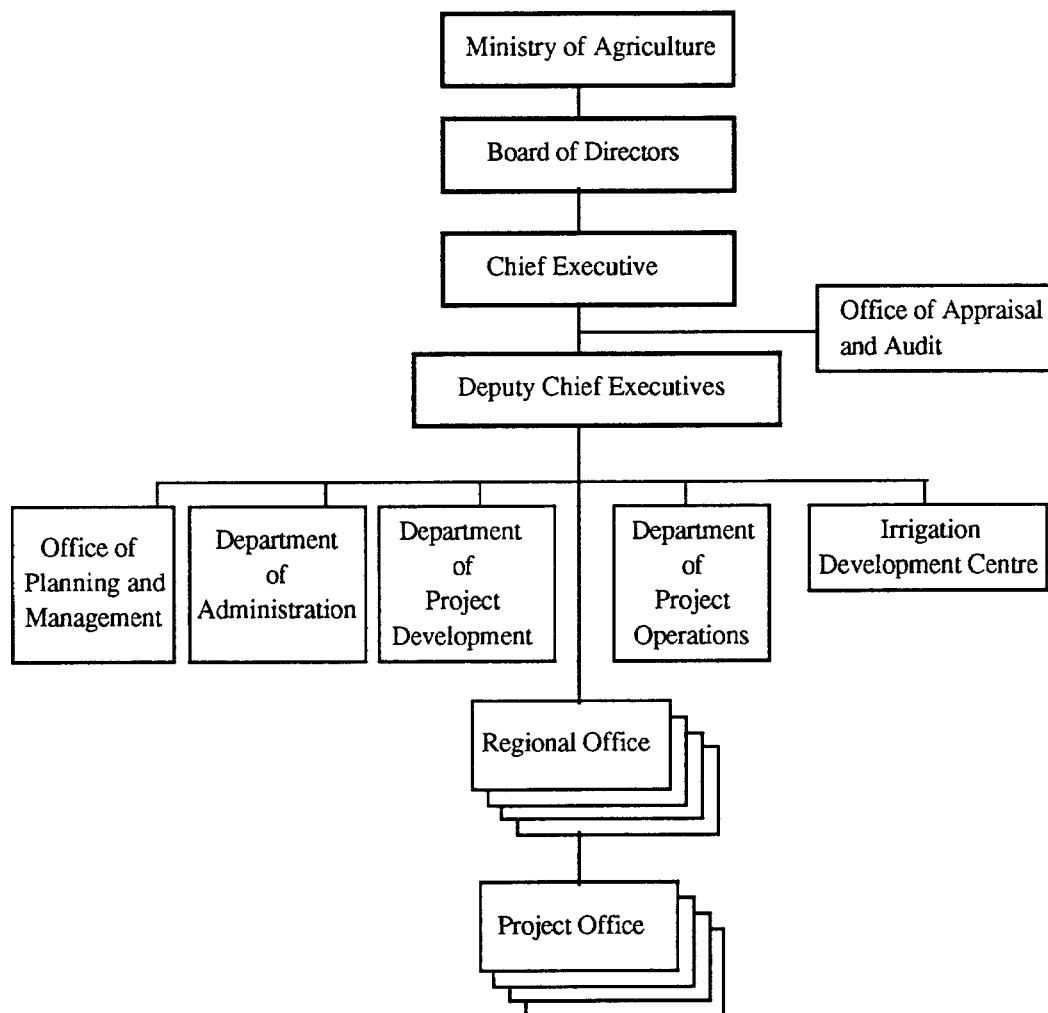 Ministry of Agriculture
Board of Directors
Chief Executive
Office of Appraisal
and Audit
Deputy Chief Executives
Office of
Planning and
Management
Department
of
Administration
Department
of
Project
Development
Department
of
Project
Operations
Irrigation
Development Centre
Regional Office
Project Office